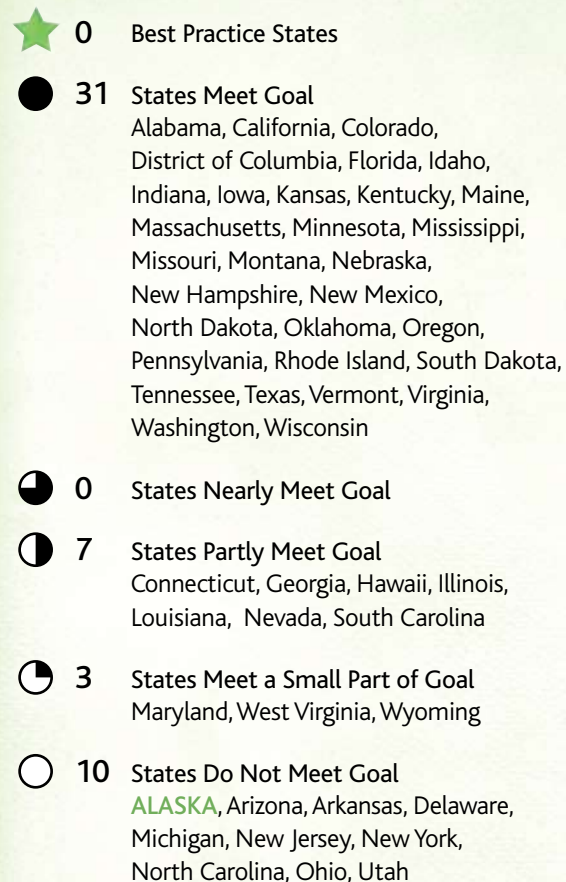 0 Best Practice States
31 States Meet Goal
Alabama, California, Colorado,
District of Columbia, Florida, Idaho,
Indiana, Iowa, Kansas, Kentucky, Maine,
Massachusetts, Minnesota, Mississippi,
Missouri, Montana, Nebraska,
New Hampshire, New Mexico,
North Dakota, Oklahoma, Oregon,
Pennsylvania, Rhode Island, South Dakota,
Tennessee, Texas, Vermont, Virginia,
Washington, Wisconsin
0 States Nearly Meet Goal
7 States Partly Meet Goal
Connecticut, Georgia, Hawaii, Illinois,
Louisiana, Nevada, South Carolina
3 States Meet a Small Part of Goal
Maryland, West Virginia, Wyoming
10 States Do Not Meet Goal
ALASKA, Arizona, Arkansas, Delaware,
Michigan, New Jersey, New York,
North Carolina, Ohio, Utah